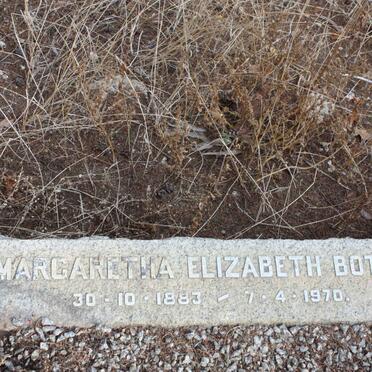 MARGARETHA ELIZABETH BOT
30 - 10 - 1883 - 7 - 4 - 1970.